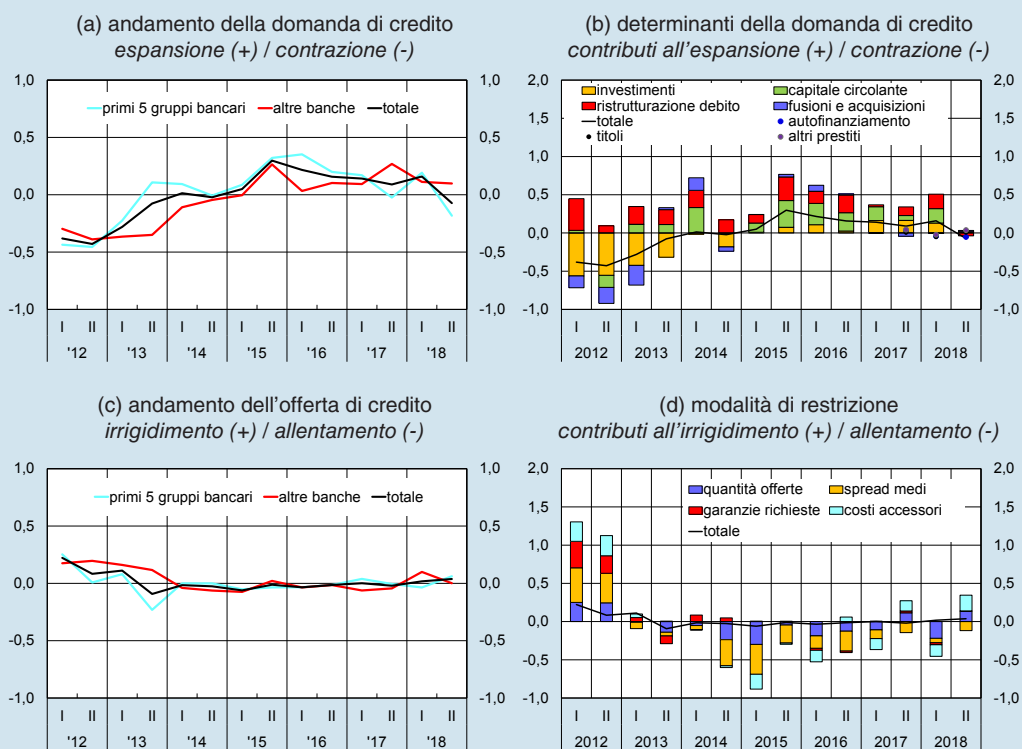 (a) andamento della domanda di credito
espansione (+) / contrazione (-)
1,0 1,0
primi 5 gruppi bancari altre banche totale
0,5 0,5
0,0 0,0
-0,5 -0,5
-1,0 -1,0
I II I II I II I II I II I II I II
'12 '13 '14 '15 '16 '17 '18
(b) determinanti della domanda di credito
contributi all'espansione (+) / contrazione (-)
2,0 2,0
investimenti capitale circolante
ristrutturazione debito fusioni e acquisizioni
totale autofinanziamento
titoli altri prestiti
1,5 1,5
1,0 1,0
0,5 0,5
0,0 0,0
-0,5 -0,5
-1,0 -1,0
I II I II I II I II I II I II I II
2012 2013 2014 2015 2016 2017 2018
(c) andamento dell'offerta di credito
irrigidimento (+) / allentamento (-)
1,0 1,0
primi 5 gruppi bancari altre banche totale
0,5 0,5
0,0 0,0
-0,5 -0,5
-1,0 -1,0
I II I II I II I II I II I II I II
'12 '13 '14 '15 '16 '17 '18
(d) modalità di restrizione
contributi all'irrigidimento (+) / allentamento (-)
2,0 2,0
quantità offerte spread medi
garanzie richieste costi accessori
totale
1,5 1,5
1,0 1,0
0,5 0,5
0,0 0,0
-0,5 -0,5
-1,0 -1,0
I II I II I II I II I II I II I II
2012 2013 2014 2015 2016 2017 2018